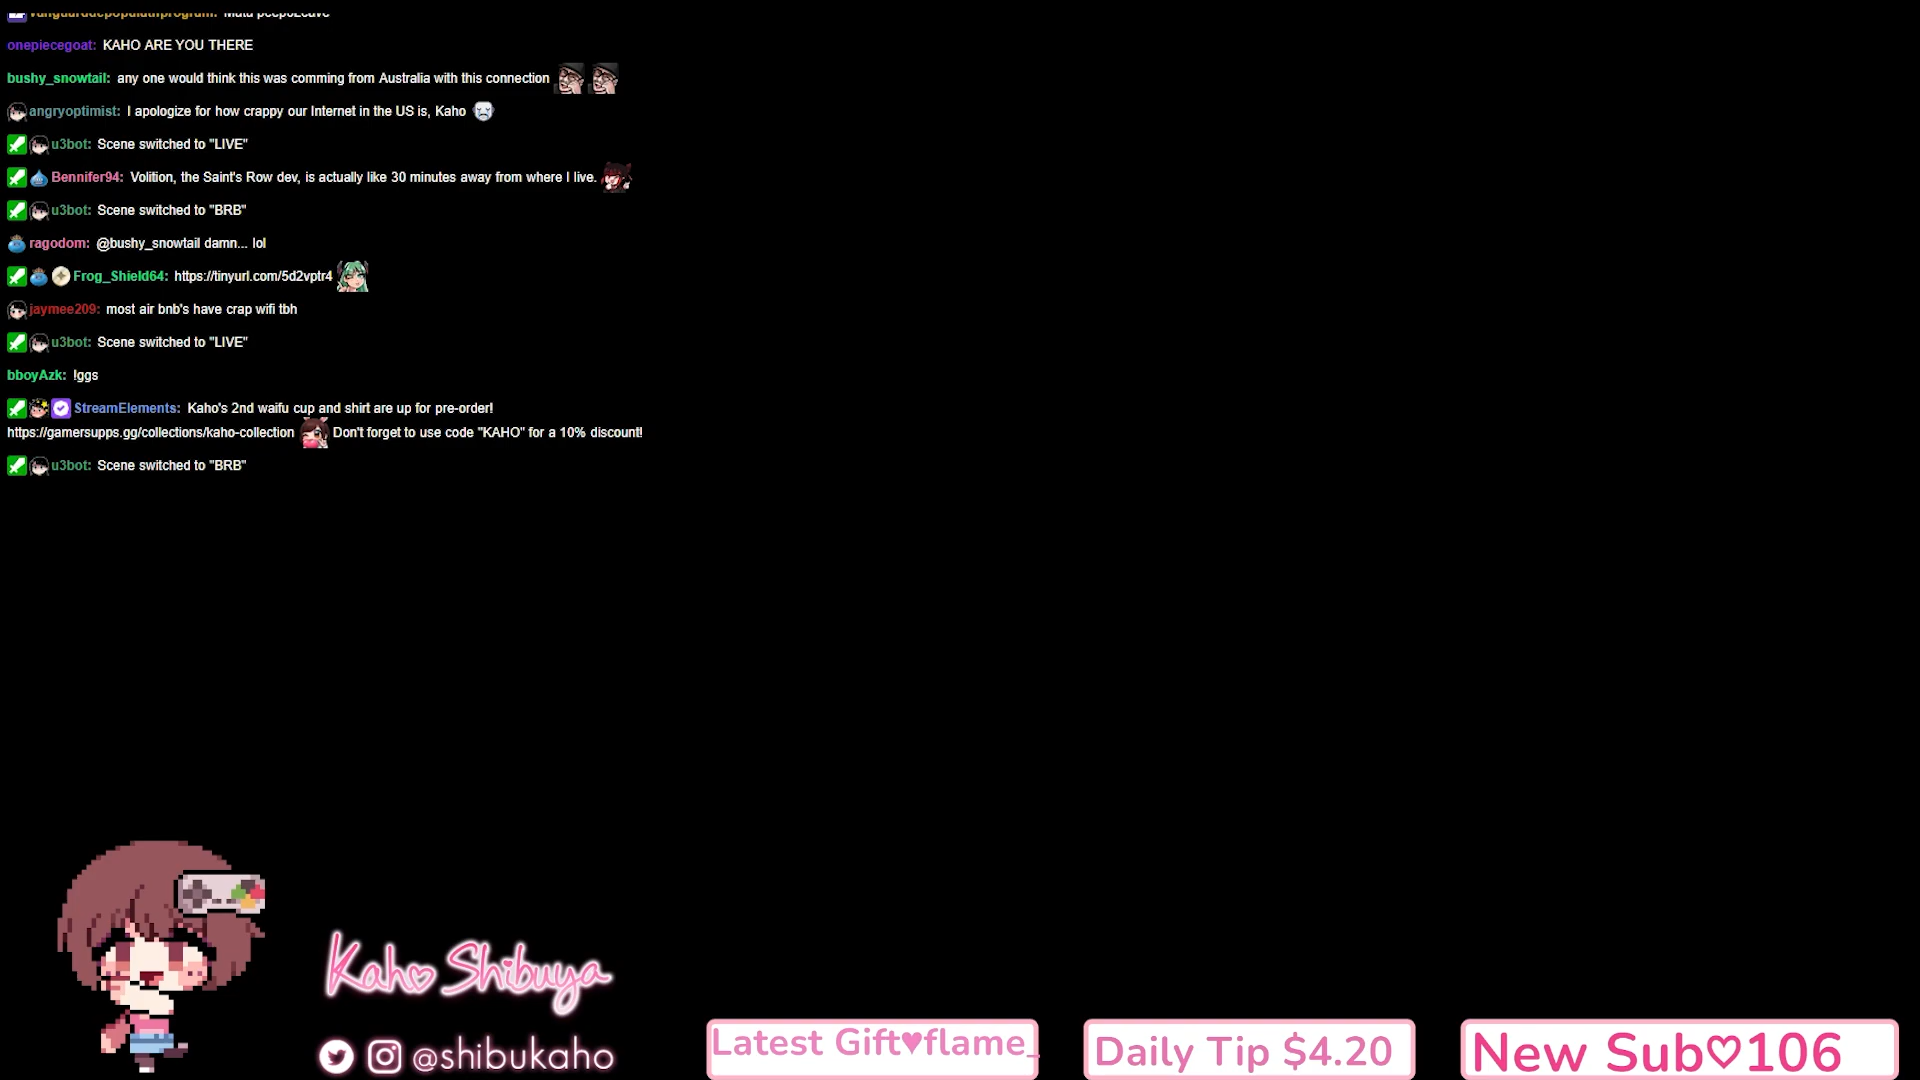 onepiecegoat: KAHO ARE YOU THERE
bushy_snowtail: any one would think this was comming from Australia with this connection
angryoptimist: I apologize for how crappy our Internet in the US is, Kaho
u3bot: Scene switched to "LIVE"
Bennifer94: Volition, the Saint's Row dev, is actually like 30 minutes away from where I live.
u3bot: Scene switched to "BRB"
ragodom: @bushy_snowtail damn... lol
Frog_Shield64: https://tinyurl.com/5d2vptr4
jaymee209: most air bnb's have crap wifi tbh
u3bot: Scene switched to "LIVE"
bboyAzk: !ggs
StreamElements: Kaho's 2nd waifu cup and shirt are up for pre-order!
https://gamersupps.gg/collections/kaho-collection Don't forget to use code "KAHO" for a 10% discount!
u3bot: Scene switched to "BRB"
Kaho Shibuya
@shibukaho
Latest Gift♥flame_
Daily Tip $4.20
New Sub♡106